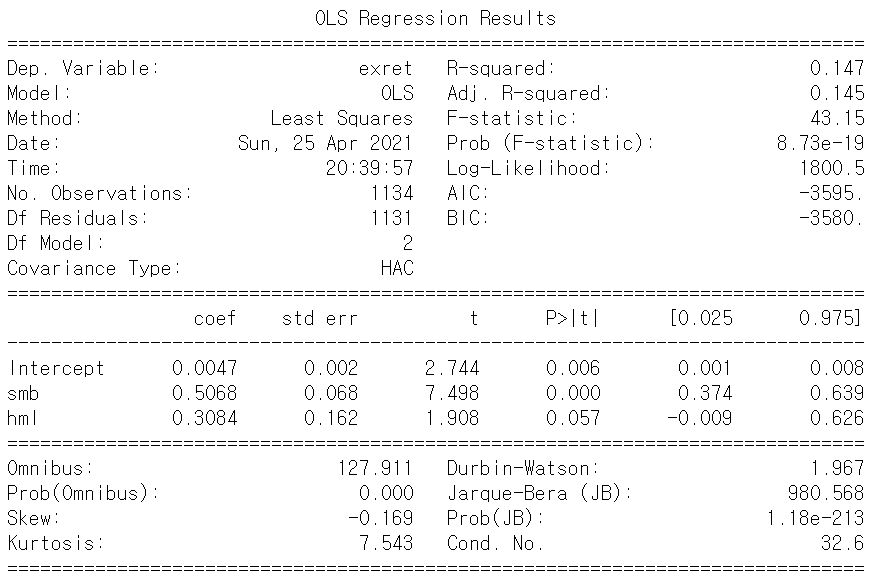 OLS Regression Results
==============================================================================
Dep. Variable:                  exret   R-squared:                       0.147
Model:                            OLS   Adj. R-squared:                  0.145
Method:                 Least Squares   F-statistic:                     43.15
Date:                Sun, 25 Apr 2021   Prob (F-statistic):           8.73e-19
Time:                        20:39:57   Log-Likelihood:                 1800.5
No. Observations:                1134   AIC:                            -3595.
Df Residuals:                    1131   BIC:                            -3580.
Df Model:                           2
Covariance Type:                  HAC
==============================================================================
coef    std err          t      P>|t|      [0.025      0.975]
------------------------------------------------------------------------------
Intercept      0.0047      0.002      2.744      0.006       0.001       0.008
smb            0.5068      0.068      7.498      0.000       0.374       0.639
hml            0.3084      0.162      1.908      0.057      -0.009       0.626
==============================================================================
Omnibus:                      127.911   Durbin-Watson:                   1.967
Prob(Omnibus):                  0.000   Jarque-Bera (JB):              980.568
Skew:                          -0.169   Prob(JB):                    1.18e-213
Kurtosis:                       7.543   Cond. No.                         32.6
==============================================================================